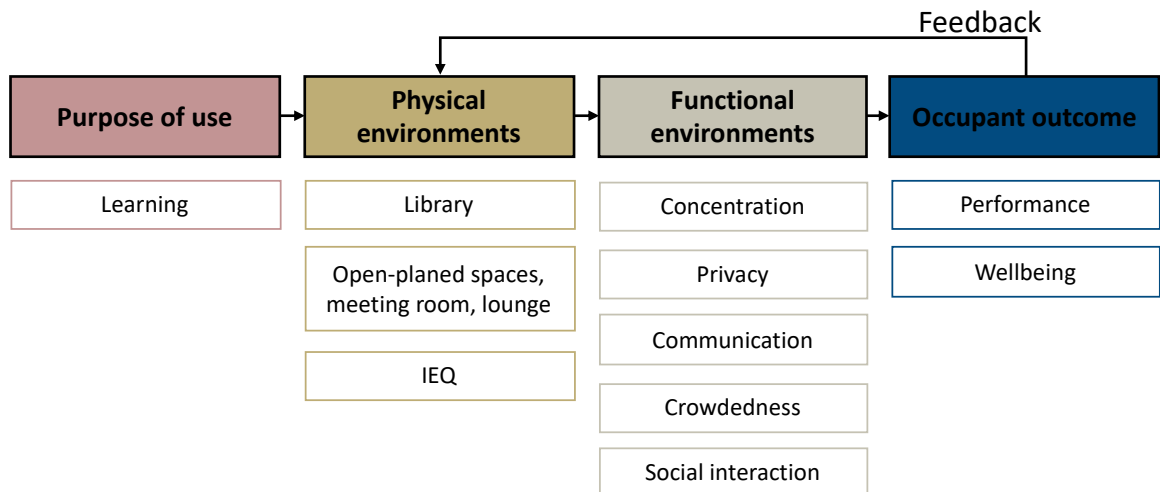 Feedback
Purpose of use
Physical
environments
Functional
environments
Occupant outcome
Learning
Library
Open-planed spaces,
meeting room, lounge
IEQ
Concentration
Privacy
Communication
Crowdedness
Social interaction
Performance
Wellbeing